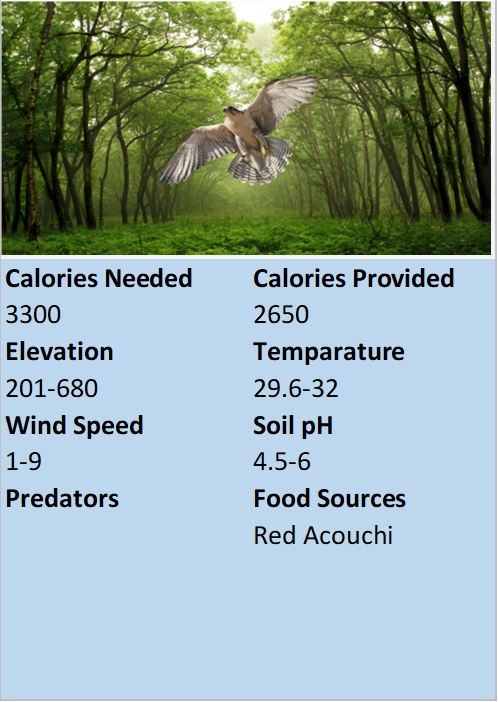 Calories Needed Calories Provided
3300 2650
Elevation Temparature
201-680 29.6-32
Wind Speed Soil pH
1-9 4.5-6
Predators Food Sources
Red Acouchi